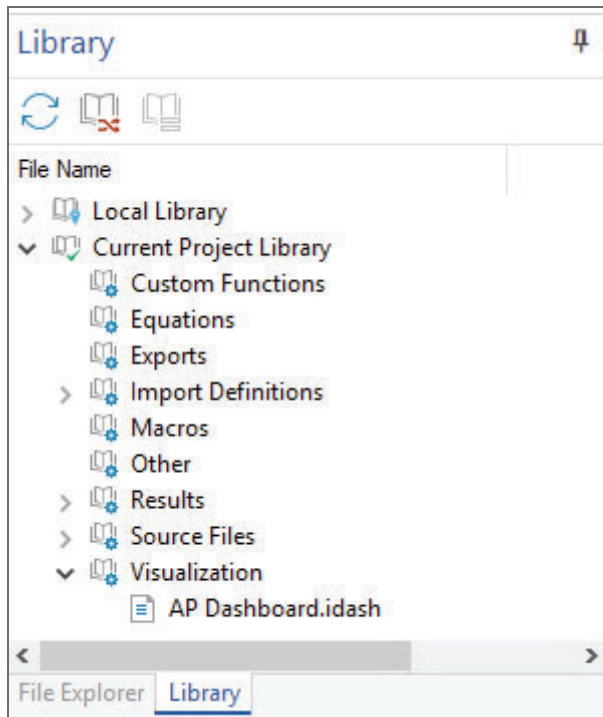 Library
File Name
Local Library
Current Project Library
Custom Functions
Equations
Exports
Import Definitions
Macros
Other
Results
Source Files
Visualization
AP Dashboard.idash
File Explorer Library